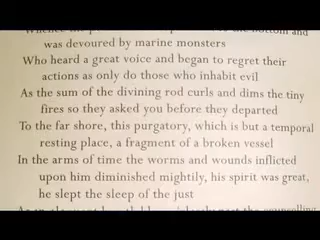 bottom and
was devoured by marine monsters
Who heard a great voice and began to regret their
actions as only do those who inhabit evil
As the sum of the divining rod curls and dims the tiny
fires so they asked you before they departed
To the far shore, this purgatory, which is but a temporal
resting place, a fragment of a broken vessel
In the arms of time the worms and wounds inflicted
upon him diminished mightily, his spirit was great,
he slept the sleep of the just